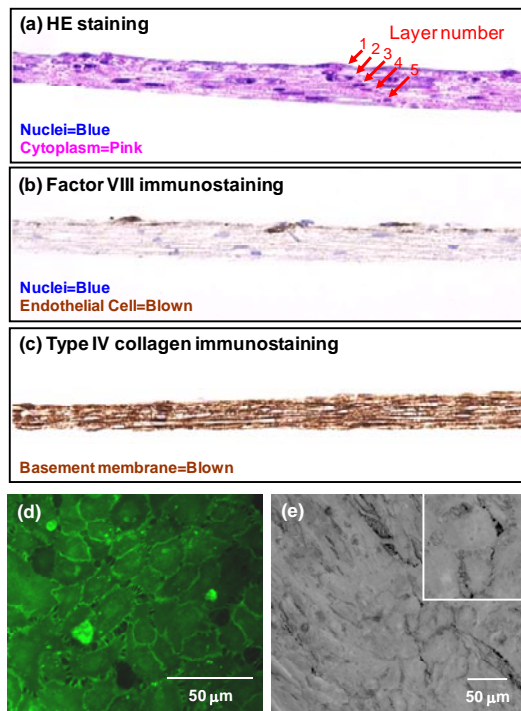 (a) HE staining
Layer number
1
2
3
4
5
Nuclei=Blue
Cytoplasm=Pink
(b) Factor VIII immunostaining
Nuclei=Blue
Endothelial Cell=Blown
(c) Type IV collagen immunostaining
Basement membrane=Blown
(d)
50 μm
(e)
50 μm